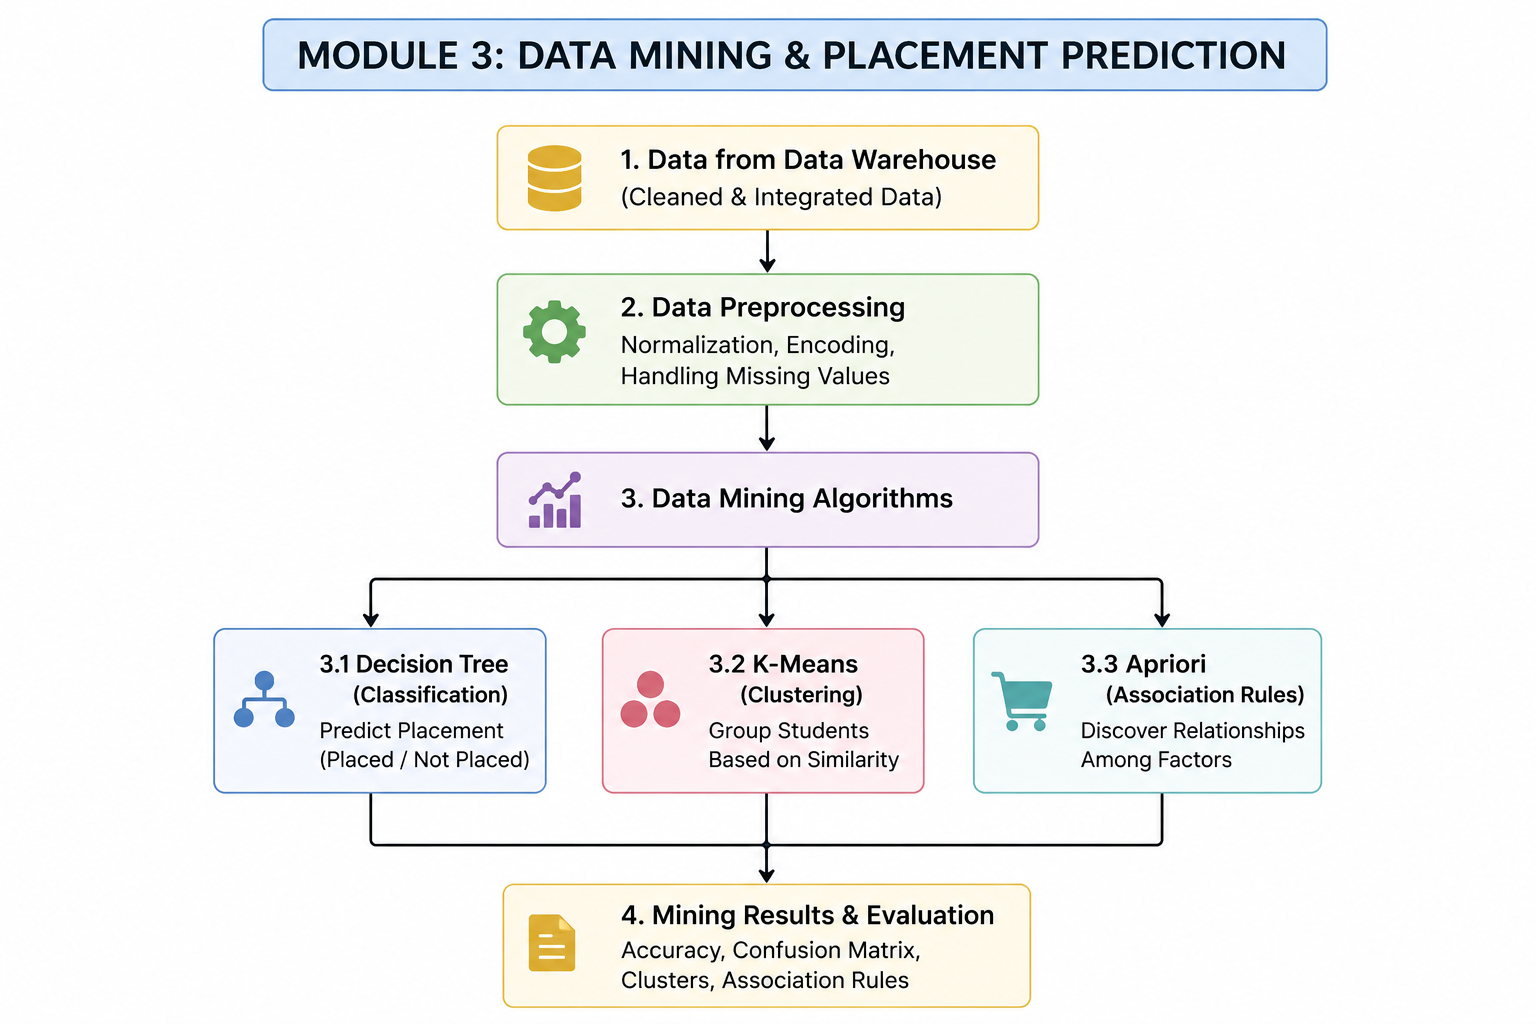 MODULE 3: DATA MINING & PLACEMENT PREDICTION
1. Data from Data Warehouse
(Cleaned & Integrated Data)
2. Data Preprocessing
Normalization, Encoding,
Handling Missing Values
3. Data Mining Algorithms
3.1 Decision Tree
(Classification)
Predict Placement
(Placed / Not Placed)
3.2 K-Means
(Clustering)
Group Students
Based on Similarity
3.3 Apriori
(Association Rules)
Discover Relationships
Among Factors
4. Mining Results & Evaluation
Accuracy, Confusion Matrix,
Clusters, Association Rules